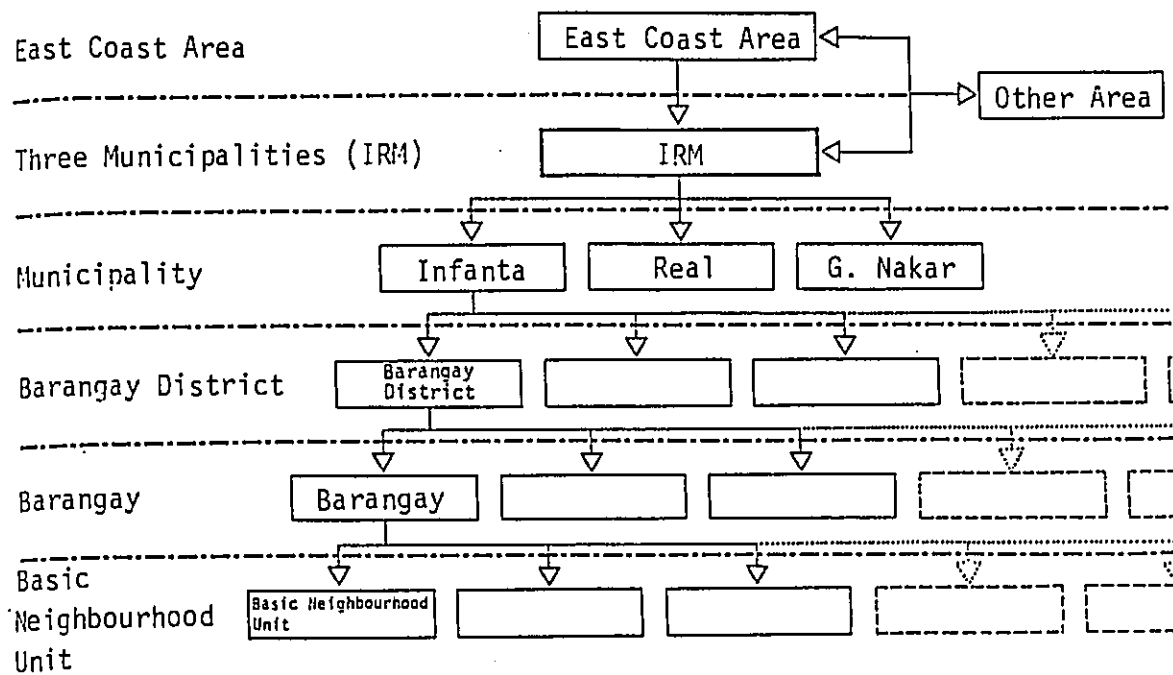 East Coast Area
East Coast Area
Other Area
Three Municipalities (IRM)
IRM
Municipality
Infanta
Real
G. Nakar
Barangay District
Barangay
District
Barangay
Barangay
Basic
Neighbourhood
Unit
Basic Neighbourhood
Unit